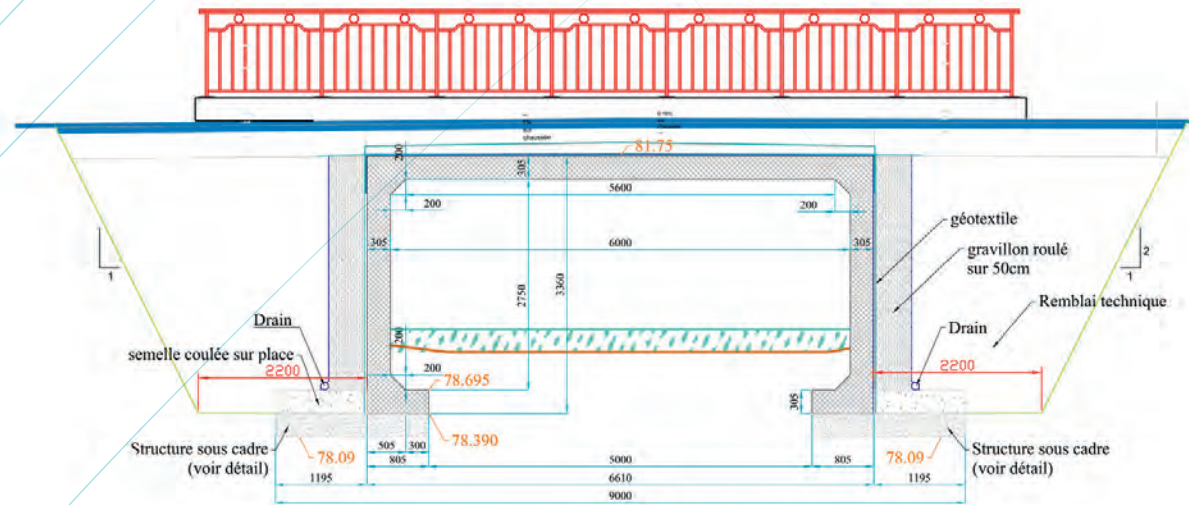 chaussée
81.75
200
305
5600
200
200
305
6000
305
géotextile
gravillon roulé
sur 50cm
1
2
1
2750
3360
Remblai technique
Drain
Drain
semelle coulée sur place
200
200
2200
2200
78.695
305
78.390
Structure sous cadre
(voir détail)
78.09
505
300
805
5000
805
78.09
Structure sous cadre
(voir détail)
1195
6610
1195
9000